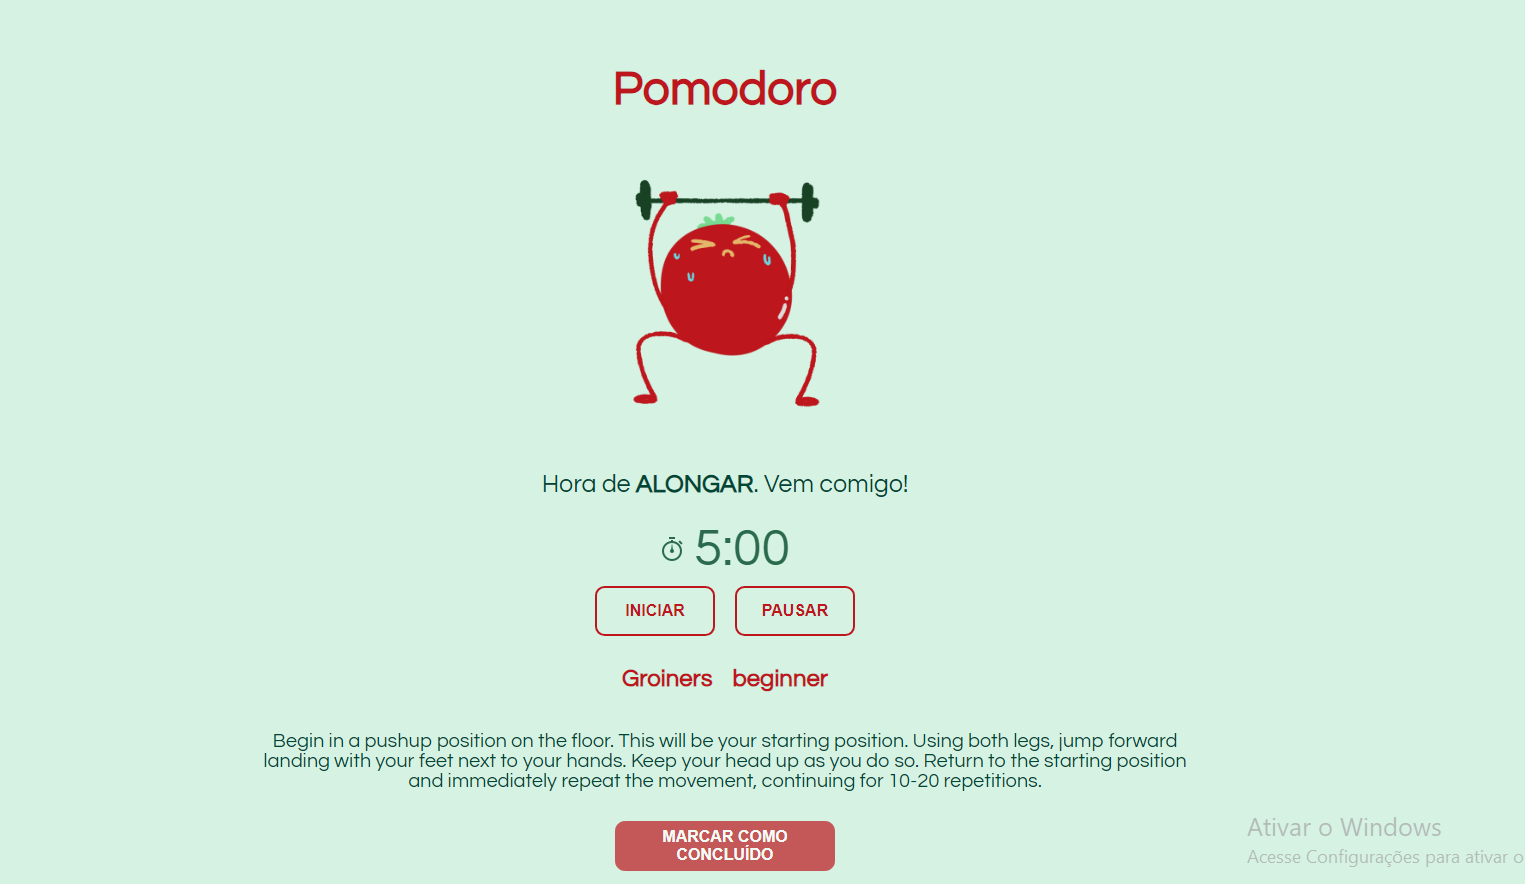 Pomodoro
Hora de ALONGAR. Vem comigo!
5:00
INICIAR PAUSAR
Groiners beginner
Begin in a pushup position on the floor. This will be your starting position. Using both legs, jump forward
landing with your feet next to your hands. Keep your head up as you do so. Return to the starting position
and immediately repeat the movement, continuing for 10-20 repetitions.
MARCAR COMO
CONCLUÍDO
Ativar o Windows
Acesse Configurações para ativar o